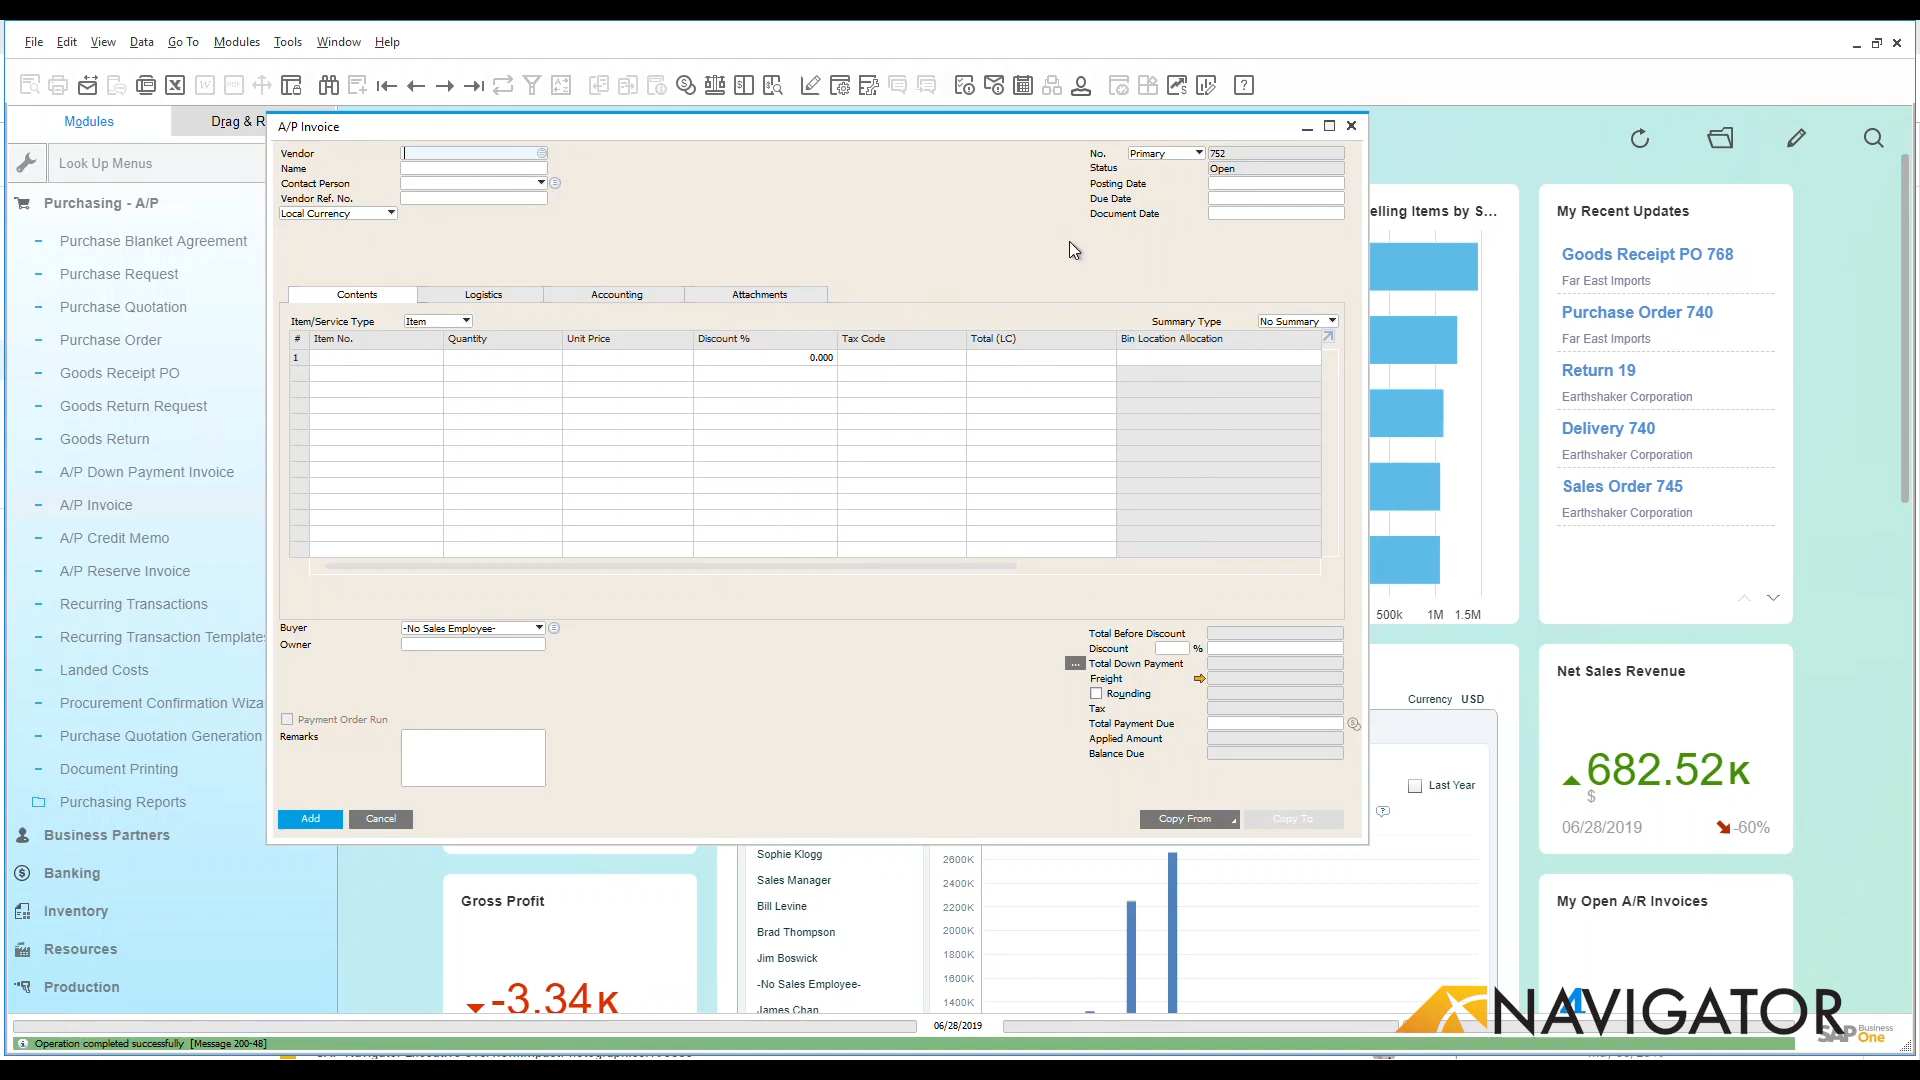 File Edit View Data Go To Modules Tools Window Help
Modules
Drag & R
Look Up Menus
Purchasing - A/P
Purchase Blanket Agreement
Purchase Request
Purchase Quotation
Purchase Order
Goods Receipt PO
Goods Return Request
Goods Return
A/P Down Payment Invoice
A/P Invoice
A/P Credit Memo
A/P Reserve Invoice
Recurring Transactions
Recurring Transaction Templates
Landed Costs
Procurement Confirmation Wiza
Purchase Quotation Generation
Document Printing
Purchasing Reports
Business Partners
Banking
Inventory
Resources
Production
A/P Invoice
Vendor
Name
Contact Person
Vendor Ref. No.
Local Currency
No. Primary 752
Status Open
Posting Date
Due Date
Document Date
Contents Logistics Accounting Attachments
Item/Service Type Item Summary Type No Summary
# Item No. Quantity Unit Price Discount % Tax Code Total (LC) Bin Location Allocation
1 0.000
Buyer -No Sales Employee-
Owner
Payment Order Run
Remarks
Total Before Discount
Discount %
... Total Down Payment
Freight
Rounding
Tax
Total Payment Due
Applied Amount
Balance Due
Add Cancel Copy From Copy To
elling Items by S...
500k 1M 1.5M
My Recent Updates
Goods Receipt PO 768
Far East Imports
Purchase Order 740
Far East Imports
Return 19
Earthshaker Corporation
Delivery 740
Earthshaker Corporation
Sales Order 745
Earthshaker Corporation
Currency USD
Last Year
Net Sales Revenue
682.52K
$
06/28/2019 -60%
My Open A/R Invoices
Gross Profit
-3.34K
Sophie Klogg
Sales Manager
Bill Levine
Brad Thompson
Jim Boswick
-No Sales Employee-
James Chan
2600K
2400K
2200K
2000K
1800K
1600K
1400K
NAVIGATOR
SAP Business One
06/28/2019
Operation completed successfully [Message 200-48]